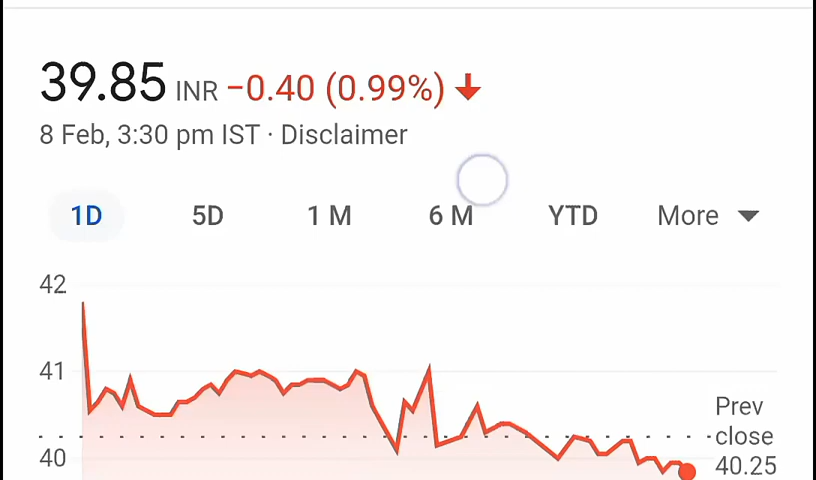 39.85 INR −0.40 (0.99%)
8 Feb, 3:30 pm IST · Disclaimer
1D 5D 1 M 6 M YTD More
42
41
40
Prev
close
40.25